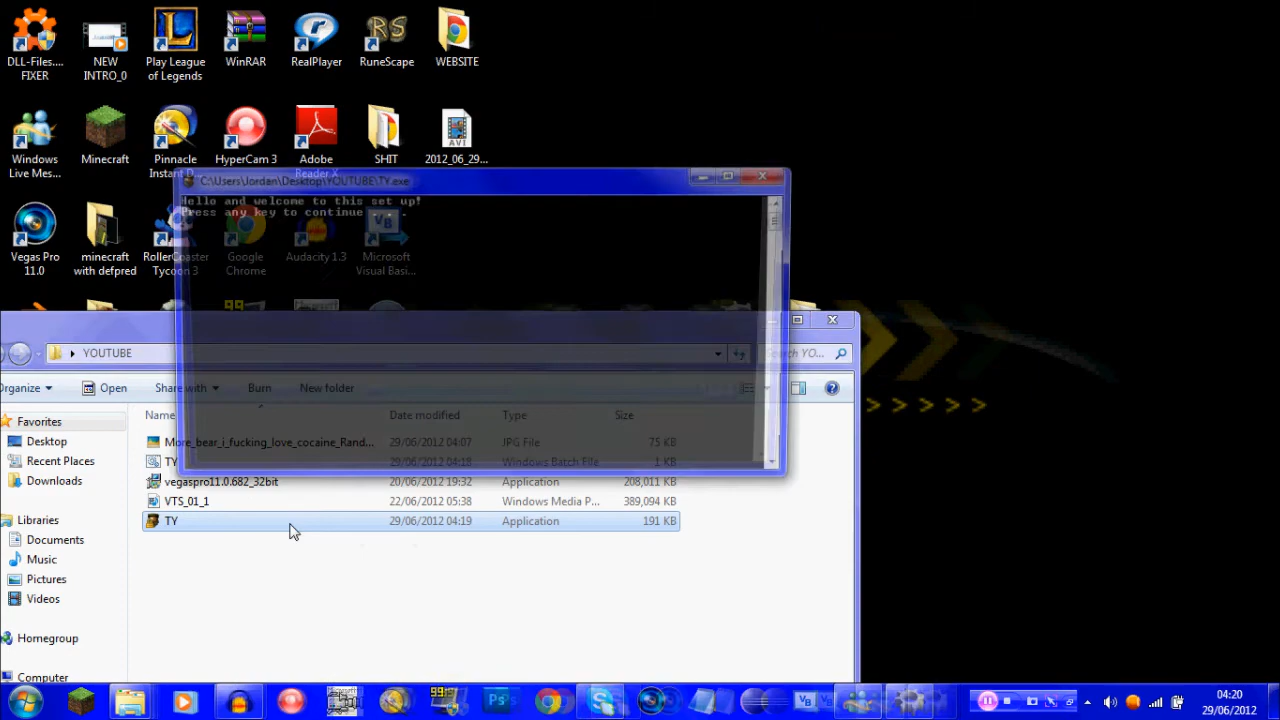 DLL-Files....
FIXER
NEW
INTRO_0
Play League
of Legends
WinRAR
RealPlayer
RuneScape
WEBSITE
Windows
Live Mes...
Minecraft
Pinnacle
Instant D...
HyperCam 3
Adobe
Reader X
SHIT
2012_06_29...
C:\Users\Jordan\Desktop\YOUTUBE\TY.exe
Hello and welcome to this set up!
Press any key to continue . . .
Vegas Pro
11.0
minecraft
with defpred
RollerCoaster
Tycoon 3
Google
Chrome
Audacity 1.3
Microsoft
Visual Basi...
YOUTUBE
Search YO...
Organize
Open
Share with
Burn
New folder
Name
Date modified
Type
Size
More_bear_i_fucking_love_cocaine_Rand...
29/06/2012 04:07
JPG File
75 KB
TY
29/06/2012 04:18
Windows Batch File
1 KB
vegaspro11.0.682_32bit
20/06/2012 19:32
Application
208,011 KB
VTS_01_1
22/06/2012 05:38
Windows Media P...
389,094 KB
TY
29/06/2012 04:19
Application
191 KB
Favorites
Desktop
Recent Places
Downloads
Libraries
Documents
Music
Pictures
Videos
Homegroup
Computer
04:20
29/06/2012